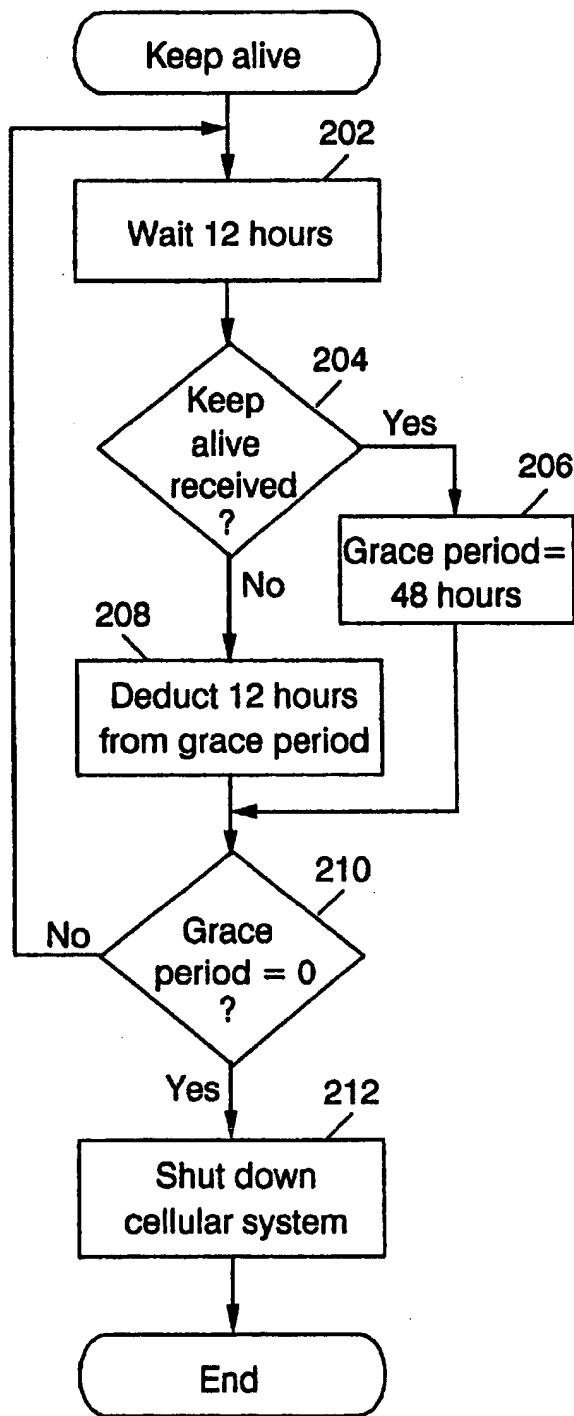 Keep alive
202
Wait 12 hours
204
Keep
alive
received
?
Yes
206
Grace period=
48 hours
No
208
Deduct 12 hours
from grace period
210
No
Grace
period = 0
?
Yes
212
Shut down
cellular system
End